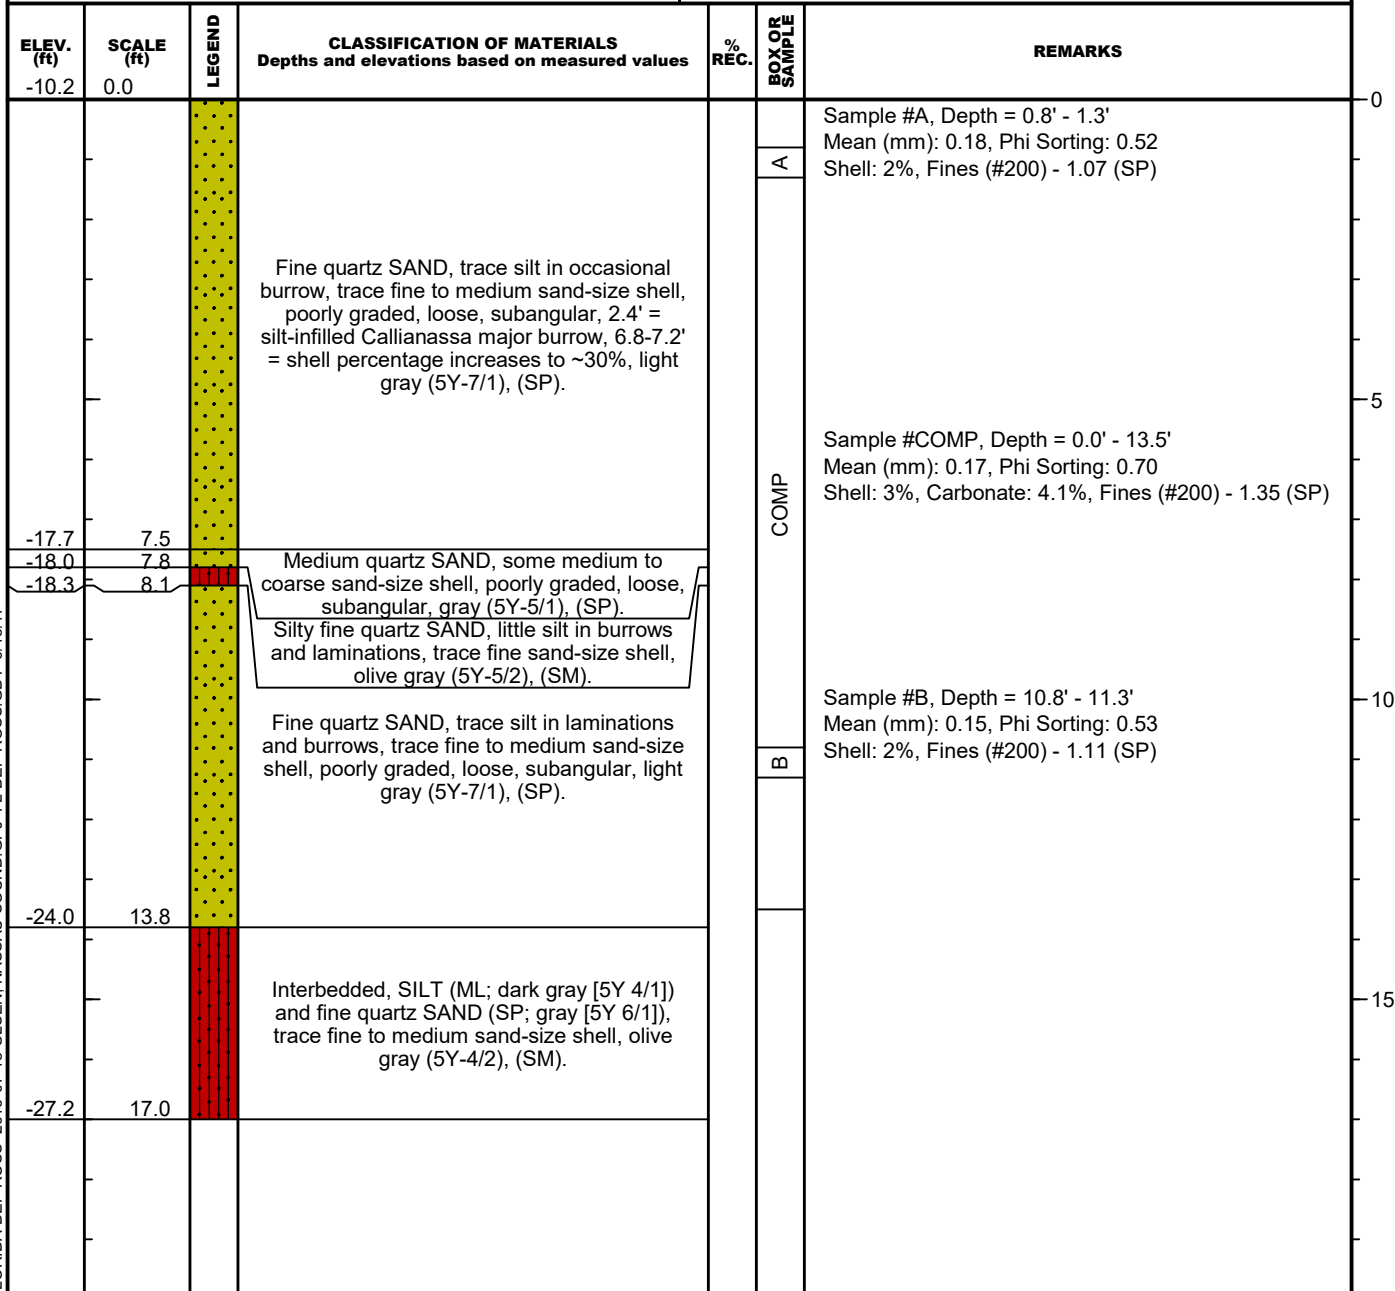 ELEV.
(ft)
SCALE
(ft)
LEGEND
CLASSIFICATION OF MATERIALS
Depths and elevations based on measured values
%
REC.
BOX OR
SAMPLE
REMARKS
-10.2 0.0
0
Sample #A, Depth = 0.8' - 1.3'
Mean (mm): 0.18, Phi Sorting: 0.52
Shell: 2%, Fines (#200) - 1.07 (SP)
A
Fine quartz SAND, trace silt in occasional
burrow, trace fine to medium sand-size shell,
poorly graded, loose, subangular, 2.4' =
silt-infilled Callianassa major burrow, 6.8-7.2'
= shell percentage increases to ~30%, light
gray (5Y-7/1), (SP).
5
COMP
Sample #COMP, Depth = 0.0' - 13.5'
Mean (mm): 0.17, Phi Sorting: 0.70
Shell: 3%, Carbonate: 4.1%, Fines (#200) - 1.35 (SP)
-17.7 7.5
-18.0 7.8
-18.3 8.1
Medium quartz SAND, some medium to
coarse sand-size shell, poorly graded, loose,
subangular, gray (5Y-5/1), (SP).
Silty fine quartz SAND, little silt in burrows
and laminations, trace fine sand-size shell,
olive gray (5Y-5/2), (SM).
Fine quartz SAND, trace silt in laminations
and burrows, trace fine to medium sand-size
shell, poorly graded, loose, subangular, light
gray (5Y-7/1), (SP).
Sample #B, Depth = 10.8' - 11.3'
Mean (mm): 0.15, Phi Sorting: 0.53
Shell: 2%, Fines (#200) - 1.11 (SP)
B
10
-24.0 13.8
Interbedded, SILT (ML; dark gray [5Y 4/1])
and fine quartz SAND (SP; gray [5Y 6/1]),
trace fine to medium sand-size shell, olive
gray (5Y-4/2), (SM).
15
-27.2 17.0